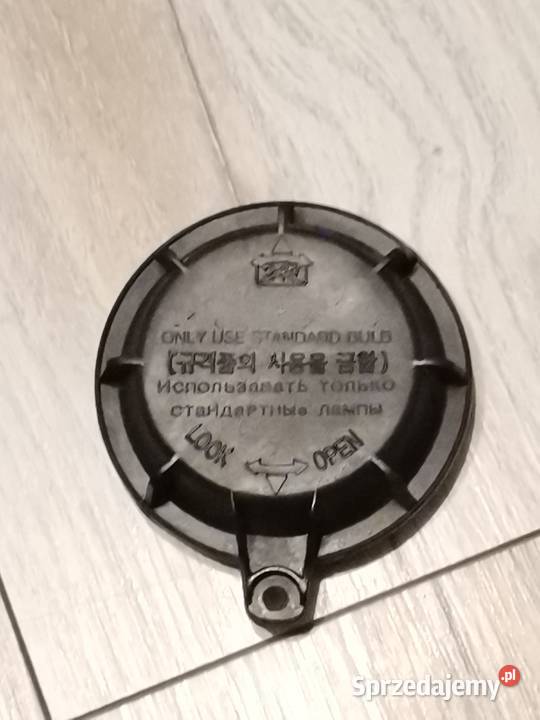 ONLY USE STANDARD BULB
(규격품외 사용을 금함)
Использавать только
стандартные лампы
LOCK OPEN
Sprzedajemy.pl